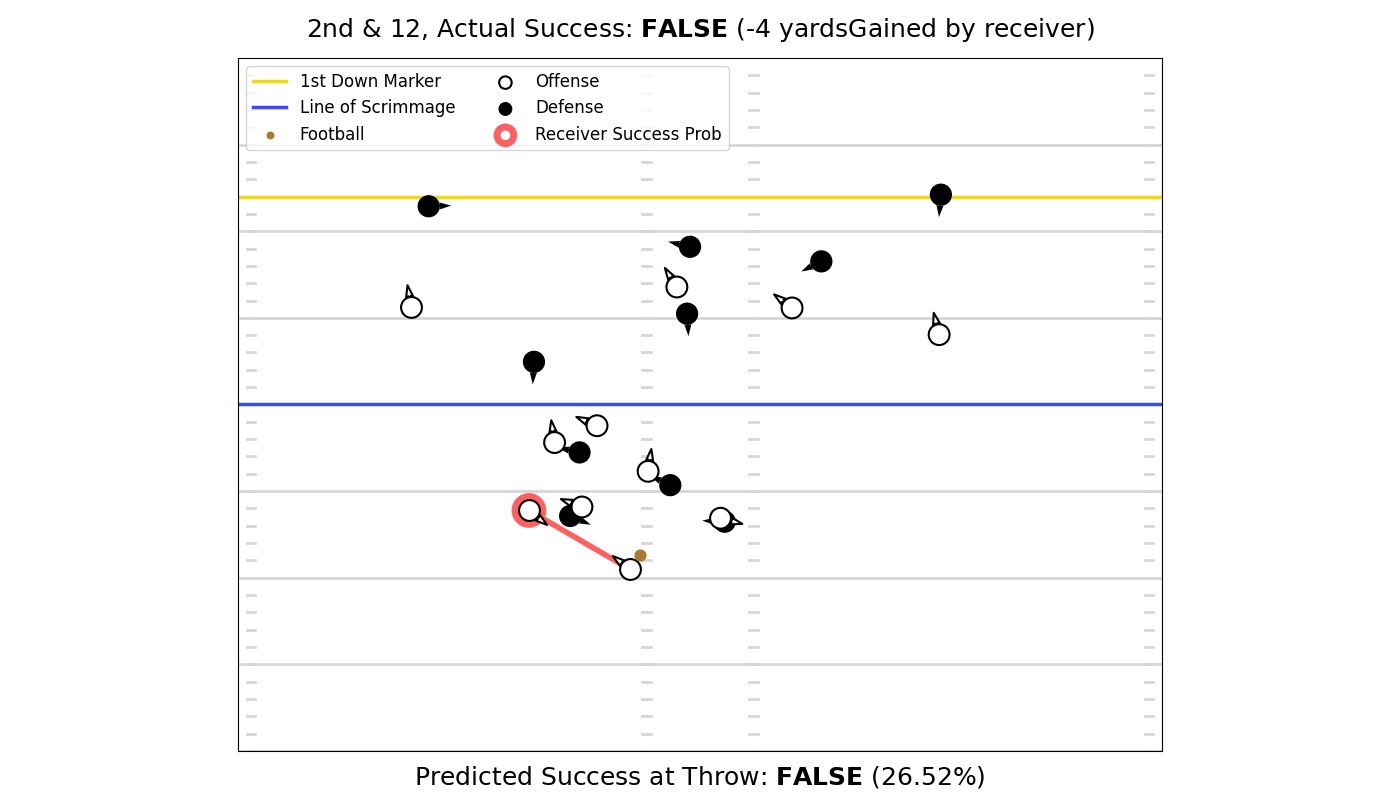 2nd & 12, Actual Success: FALSE (-4 yardsGained by receiver)
1st Down Marker
Line of Scrimmage
Football
Offense
Defense
Receiver Success Prob
Predicted Success at Throw: FALSE (26.52%)